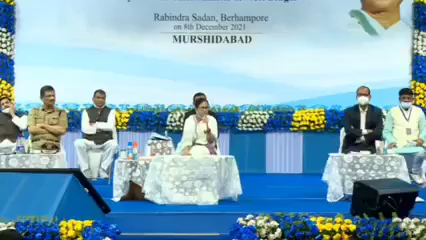 Rabindra Sadan, Berhampore
on 8th December 2021
MURSHIDABAD